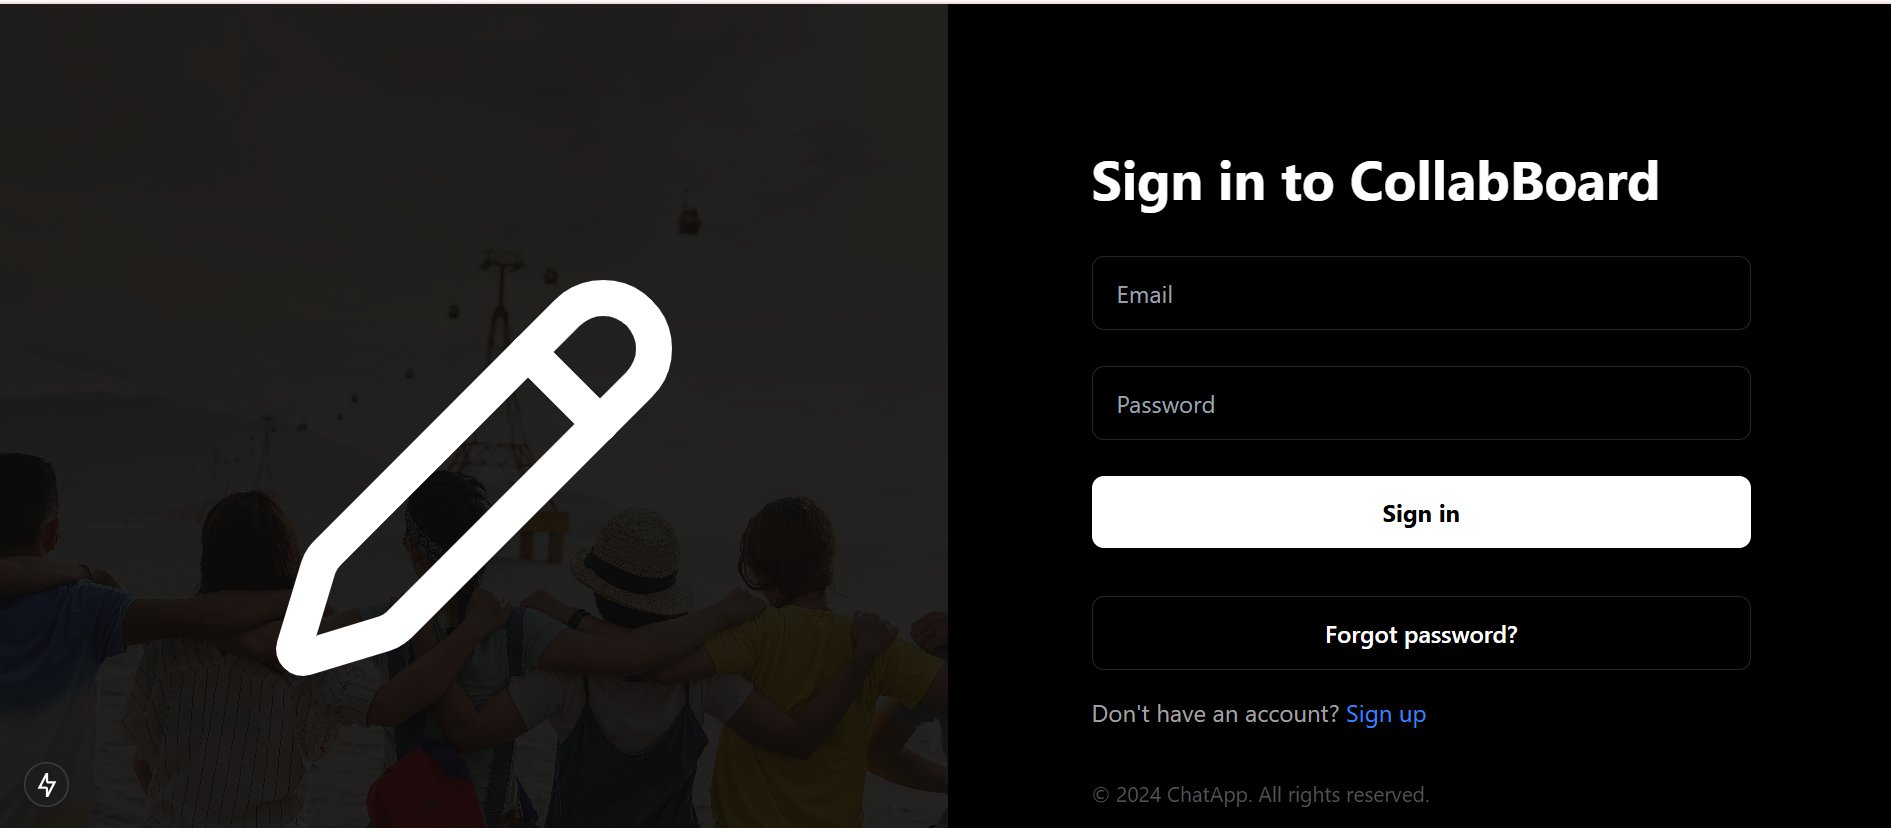 Sign in to CollabBoard
Email
Password
Sign in
Forgot password?
Don't have an account? Sign up
© 2024 ChatApp. All rights reserved.